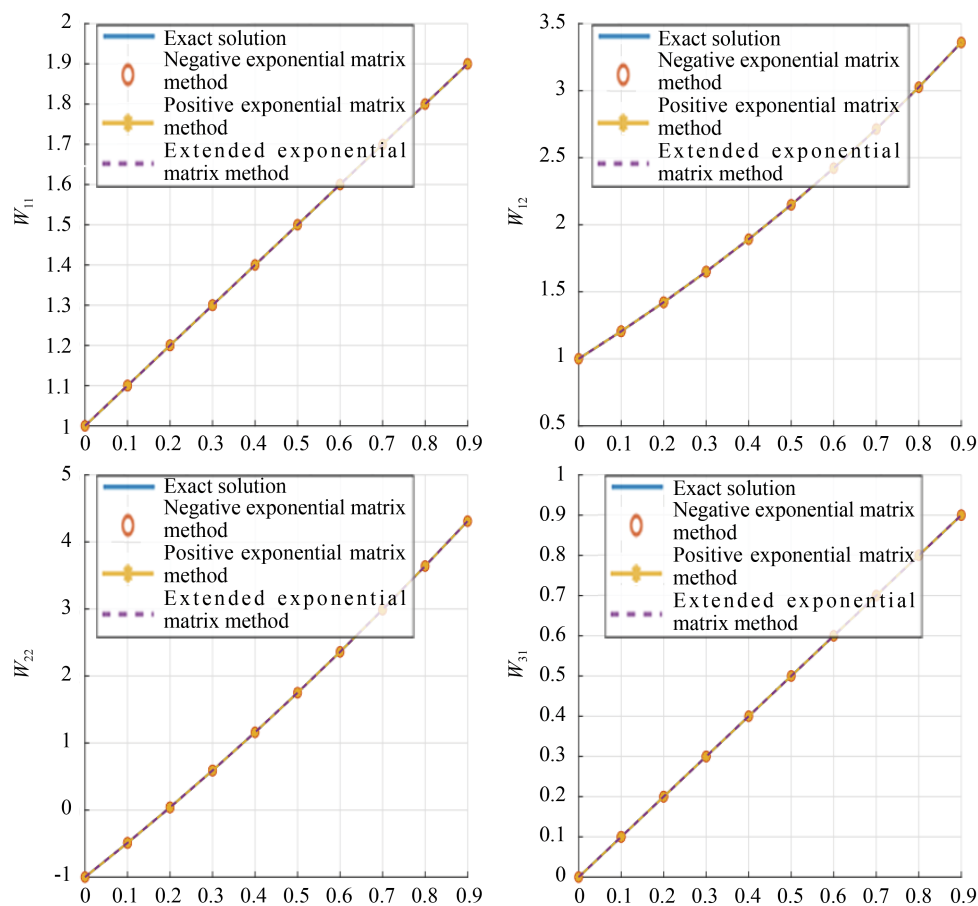 2
1.9
1.8
1.7
1.6
1.5
1.4
1.3
1.2
1.1
1
W11
Exact solution
Negative exponential matrix
method
Positive exponential matrix
method
Extended exponential
matrix method
0 0.1 0.2 0.3 0.4 0.5 0.6 0.7 0.8 0.9
3.5
3
2.5
2
1.5
1
0.5
W12
Exact solution
Negative exponential matrix
method
Positive exponential matrix
method
Extended exponential
matrix method
0 0.1 0.2 0.3 0.4 0.5 0.6 0.7 0.8 0.9
5
4
3
2
1
0
-1
W22
Exact solution
Negative exponential matrix
method
Positive exponential matrix
method
Extended exponential
matrix method
0 0.1 0.2 0.3 0.4 0.5 0.6 0.7 0.8 0.9
1
0.9
0.8
0.7
0.6
0.5
0.4
0.3
0.2
0.1
0
W31
Exact solution
Negative exponential matrix
method
Positive exponential matrix
method
Extended exponential
matrix method
0 0.1 0.2 0.3 0.4 0.5 0.6 0.7 0.8 0.9